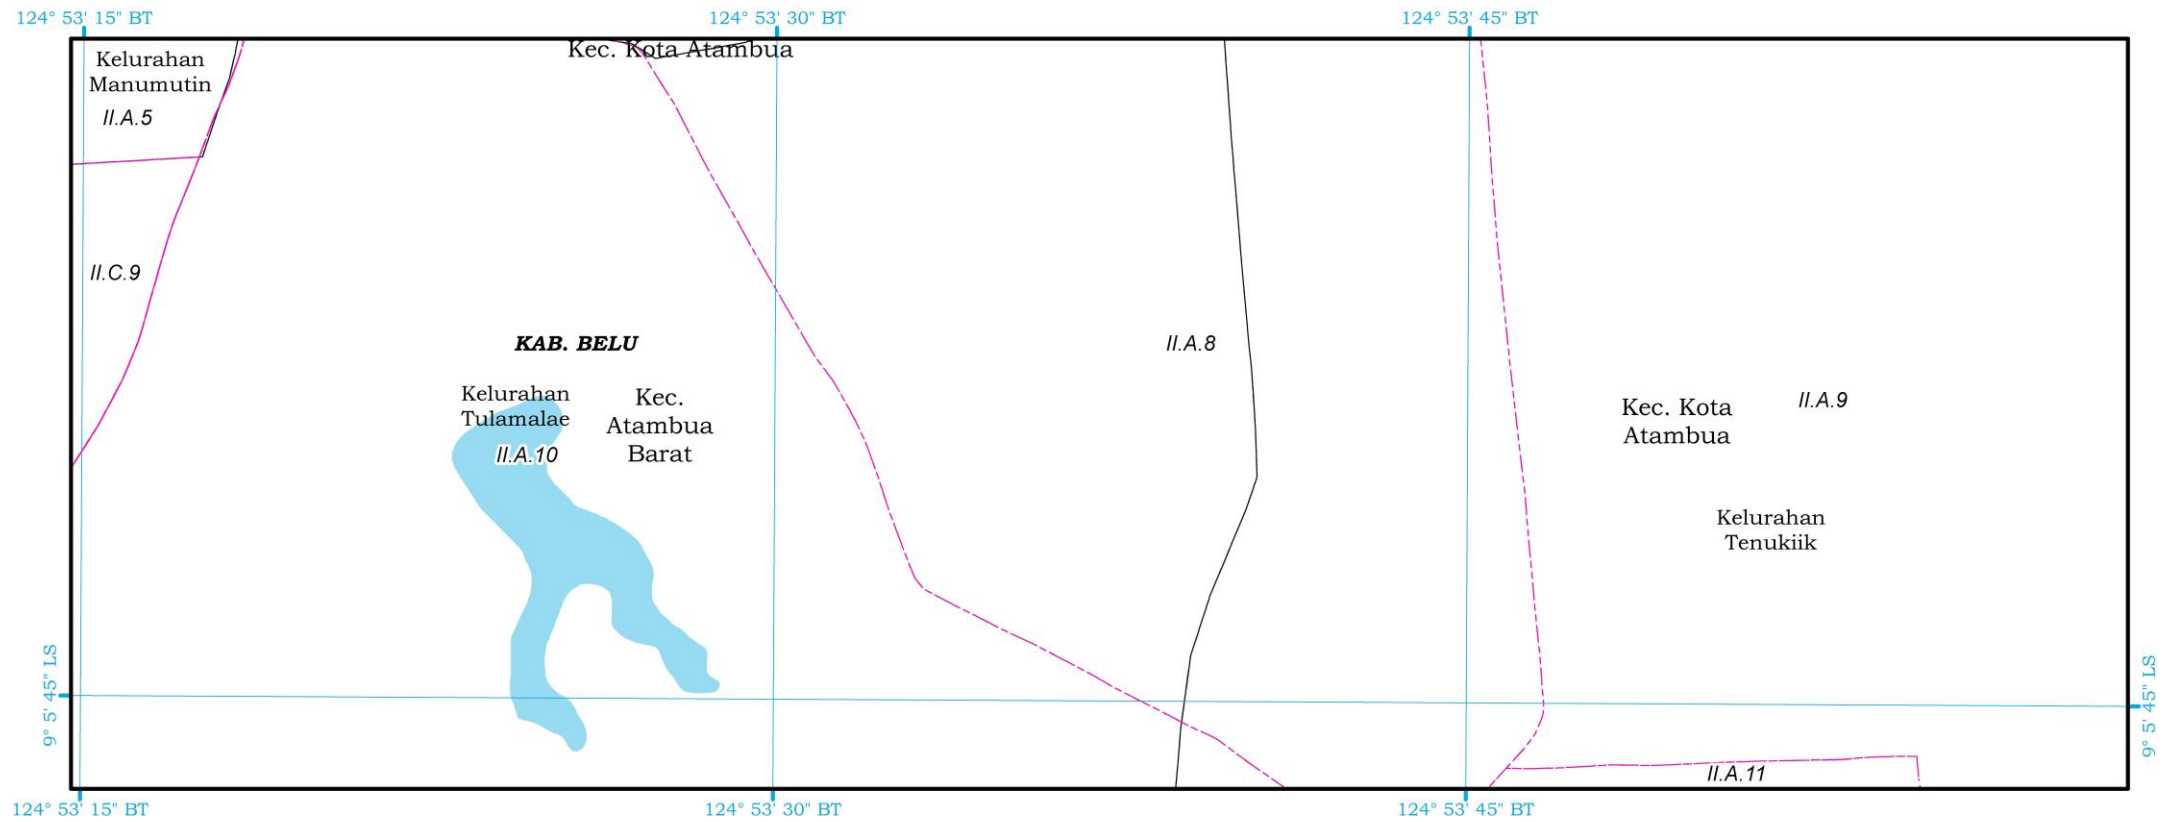 124° 53' 15" BT
124° 53' 30" BT
124° 53' 45" BT
Kec. Kota Atambua
Kelurahan
Manumutin
II.A.5
II.C.9
KAB. BELU
II.A.8
Kelurahan
Tulamalae
II.A.10
Kec.
Atambua
Barat
Kec. Kota
Atambua
II.A.9
Kelurahan
Tenukiik
9° 5' 45" LS
9° 5' 45" LS
II.A.11
124° 53' 15" BT
124° 53' 30" BT
124° 53' 45" BT